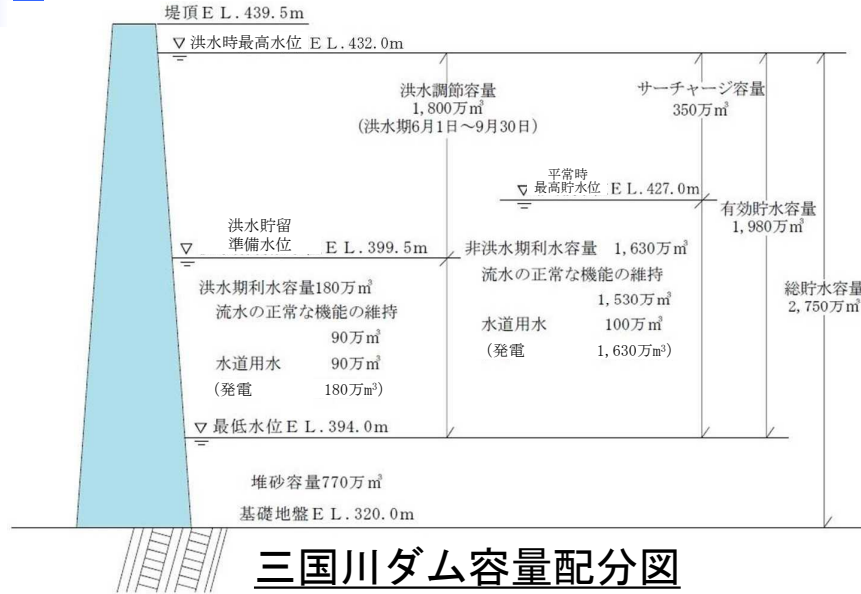 堤頂EL.439.5m
洪水時最高水位 EL.432.0m
洪水調節容量
1,800万㎥
(洪水期6月1日～9月30日)
サーチャージ容量
350万㎥
平常時
最高貯水位 EL.427.0m
有効貯水容量
1,980万㎥
洪水貯留
準備水位 EL.399.5m
非洪水期利水容量 1,630万㎥
流水の正常な機能の維持
1,530万㎥
水道用水 100万㎥
(発電 1,630万m³)
総貯水容量
2,750万㎥
洪水期利水容量180万㎥
流水の正常な機能の維持
90万㎥
水道用水 90万㎥
(発電 180万m³)
最低水位EL.394.0m
堆砂容量770万㎥
基礎地盤EL.320.0m
三国川ダム容量配分図